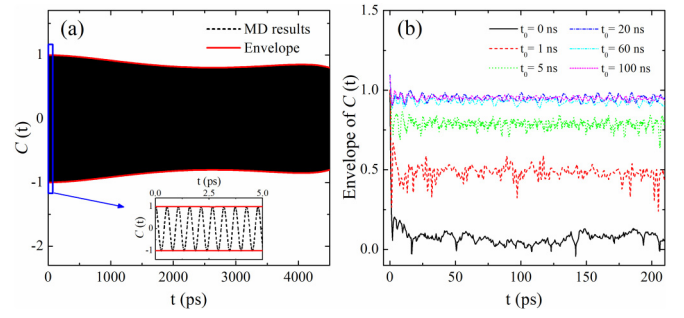 (a)
MD results
Envelope
C (t)
2
1
0
-1
-2
t (ps)
0.0
2.5
5.0
C (t)
1
0
-1
0
1000
2000
3000
4000
t (ps)
(b)
t0= 0 ns
t0= 20 ns
t0= 1 ns
t0= 60 ns
t0= 5 ns
t0= 100 ns
Envelope of C (t)
1.5
1.0
0.5
0.0
0
50
100
150
200
t (ps)